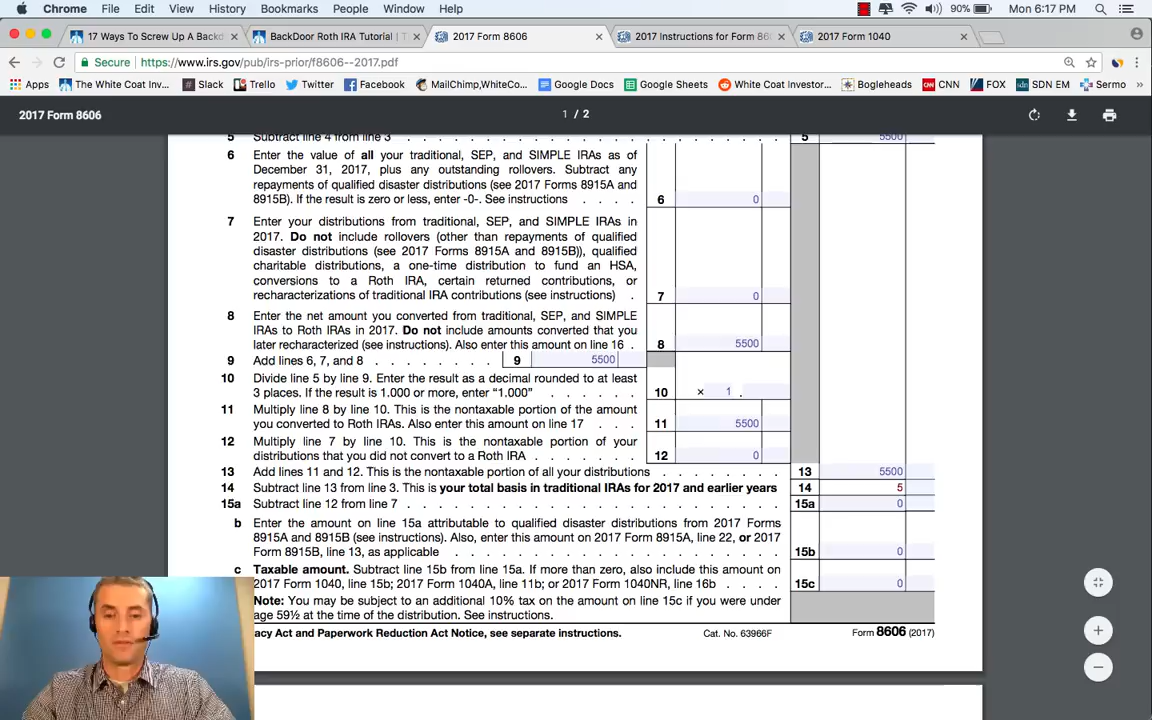 Chrome File Edit View History Bookmarks People Window Help 90% Mon 6:17 PM
17 Ways To Screw Up A Backd × BackDoor Roth IRA Tutorial | T × 2017 Form 8606 × 2017 Instructions for Form 86 × 2017 Form 1040 ×
Secure https://www.irs.gov/pub/irs-prior/f8606--2017.pdf
Apps The White Coat Inv... Slack Trello Twitter Facebook MailChimp,WhiteCo... Google Docs Google Sheets White Coat Investor... Bogleheads CNN FOX SDN EM Sermo »
2017 Form 8606 1 / 2
5 Subtract line 4 from line 3 . . . . . . . . . . . . . . . . . . . 5 5500
6 Enter the value of all your traditional, SEP, and SIMPLE IRAs as of
December 31, 2017, plus any outstanding rollovers. Subtract any
repayments of qualified disaster distributions (see 2017 Forms 8915A and
8915B). If the result is zero or less, enter -0-. See instructions . . . . 6 0
7 Enter your distributions from traditional, SEP, and SIMPLE IRAs in
2017. Do not include rollovers (other than repayments of qualified
disaster distributions (see 2017 Forms 8915A and 8915B)), qualified
charitable distributions, a one-time distribution to fund an HSA,
conversions to a Roth IRA, certain returned contributions, or
recharacterizations of traditional IRA contributions (see instructions) . 7 0
8 Enter the net amount you converted from traditional, SEP, and SIMPLE
IRAs to Roth IRAs in 2017. Do not include amounts converted that you
later recharacterized (see instructions). Also enter this amount on line 16 . 8 5500
9 Add lines 6, 7, and 8 . . . . . . . . 9 5500
10 Divide line 5 by line 9. Enter the result as a decimal rounded to at least
3 places. If the result is 1.000 or more, enter “1.000” . . . . . . 10 × 1 .
11 Multiply line 8 by line 10. This is the nontaxable portion of the amount
you converted to Roth IRAs. Also enter this amount on line 17 . . . 11 5500
12 Multiply line 7 by line 10. This is the nontaxable portion of your
distributions that you did not convert to a Roth IRA . . . . . . . 12 0
13 Add lines 11 and 12. This is the nontaxable portion of all your distributions . . . . . . . 13 5500
14 Subtract line 13 from line 3. This is your total basis in traditional IRAs for 2017 and earlier years 14 5
15a Subtract line 12 from line 7 . . . . . . . . . . . . . . . . . . . 15a 0
b Enter the amount on line 15a attributable to qualified disaster distributions from 2017 Forms
8915A and 8915B (see instructions). Also, enter this amount on 2017 Form 8915A, line 22, or 2017
Form 8915B, line 13, as applicable . . . . . . . . . . . . . . . . . 15b 0
c Taxable amount. Subtract line 15b from line 15a. If more than zero, also include this amount on
2017 Form 1040, line 15b; 2017 Form 1040A, line 11b; or 2017 Form 1040NR, line 16b . . . . 15c 0
Note: You may be subject to an additional 10% tax on the amount on line 15c if you were under
age 59½ at the time of the distribution. See instructions.
acy Act and Paperwork Reduction Act Notice, see separate instructions. Cat. No. 63966F Form 8606 (2017)